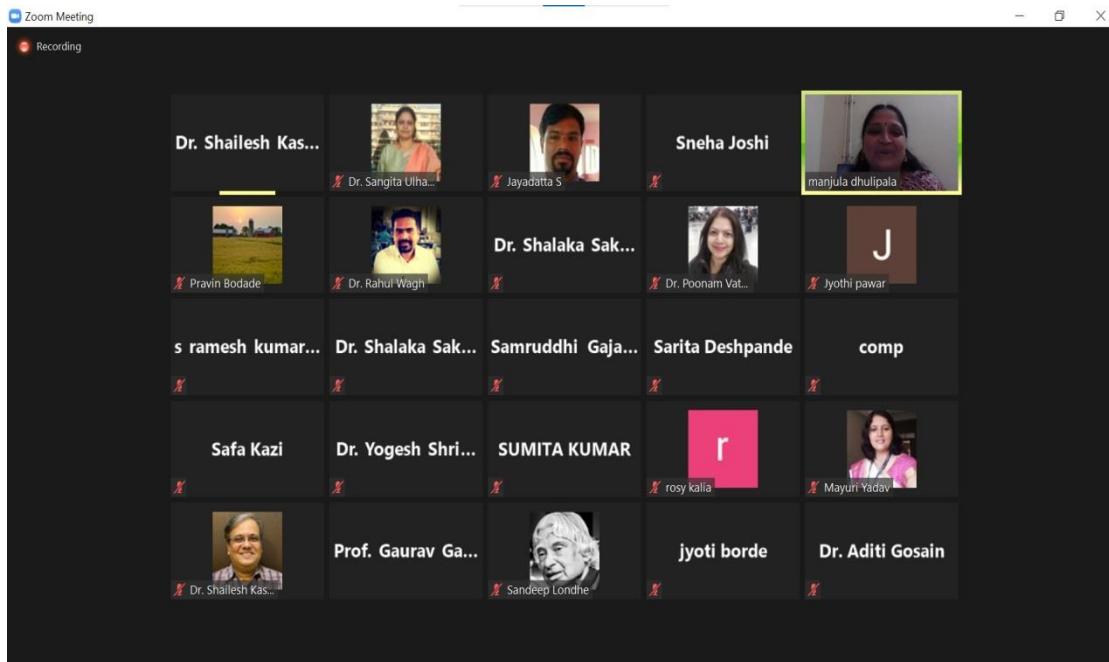 Zoom Meeting
Recording
Dr. Shailesh Kas...
Dr. Sangita Ulha...
Jayadatta S
Sneha Joshi
manjula dhulipala
Pravin Bodade
Dr. Rahul Wagh
Dr. Shalaka Sak...
Dr. Poonam Vat...
J
Jyothi pawar
s ramesh kumar...
Dr. Shalaka Sak...
Samruddhi Gaja...
Sarita Deshpande
comp
Safa Kazi
Dr. Yogesh Shri...
SUMITA KUMAR
r
rosy kalia
Mayuri Yadav
Dr. Shailesh Kas...
Prof. Gaurav Ga...
Sandeep Londhe
jyoti borde
Dr. Aditi Gosain